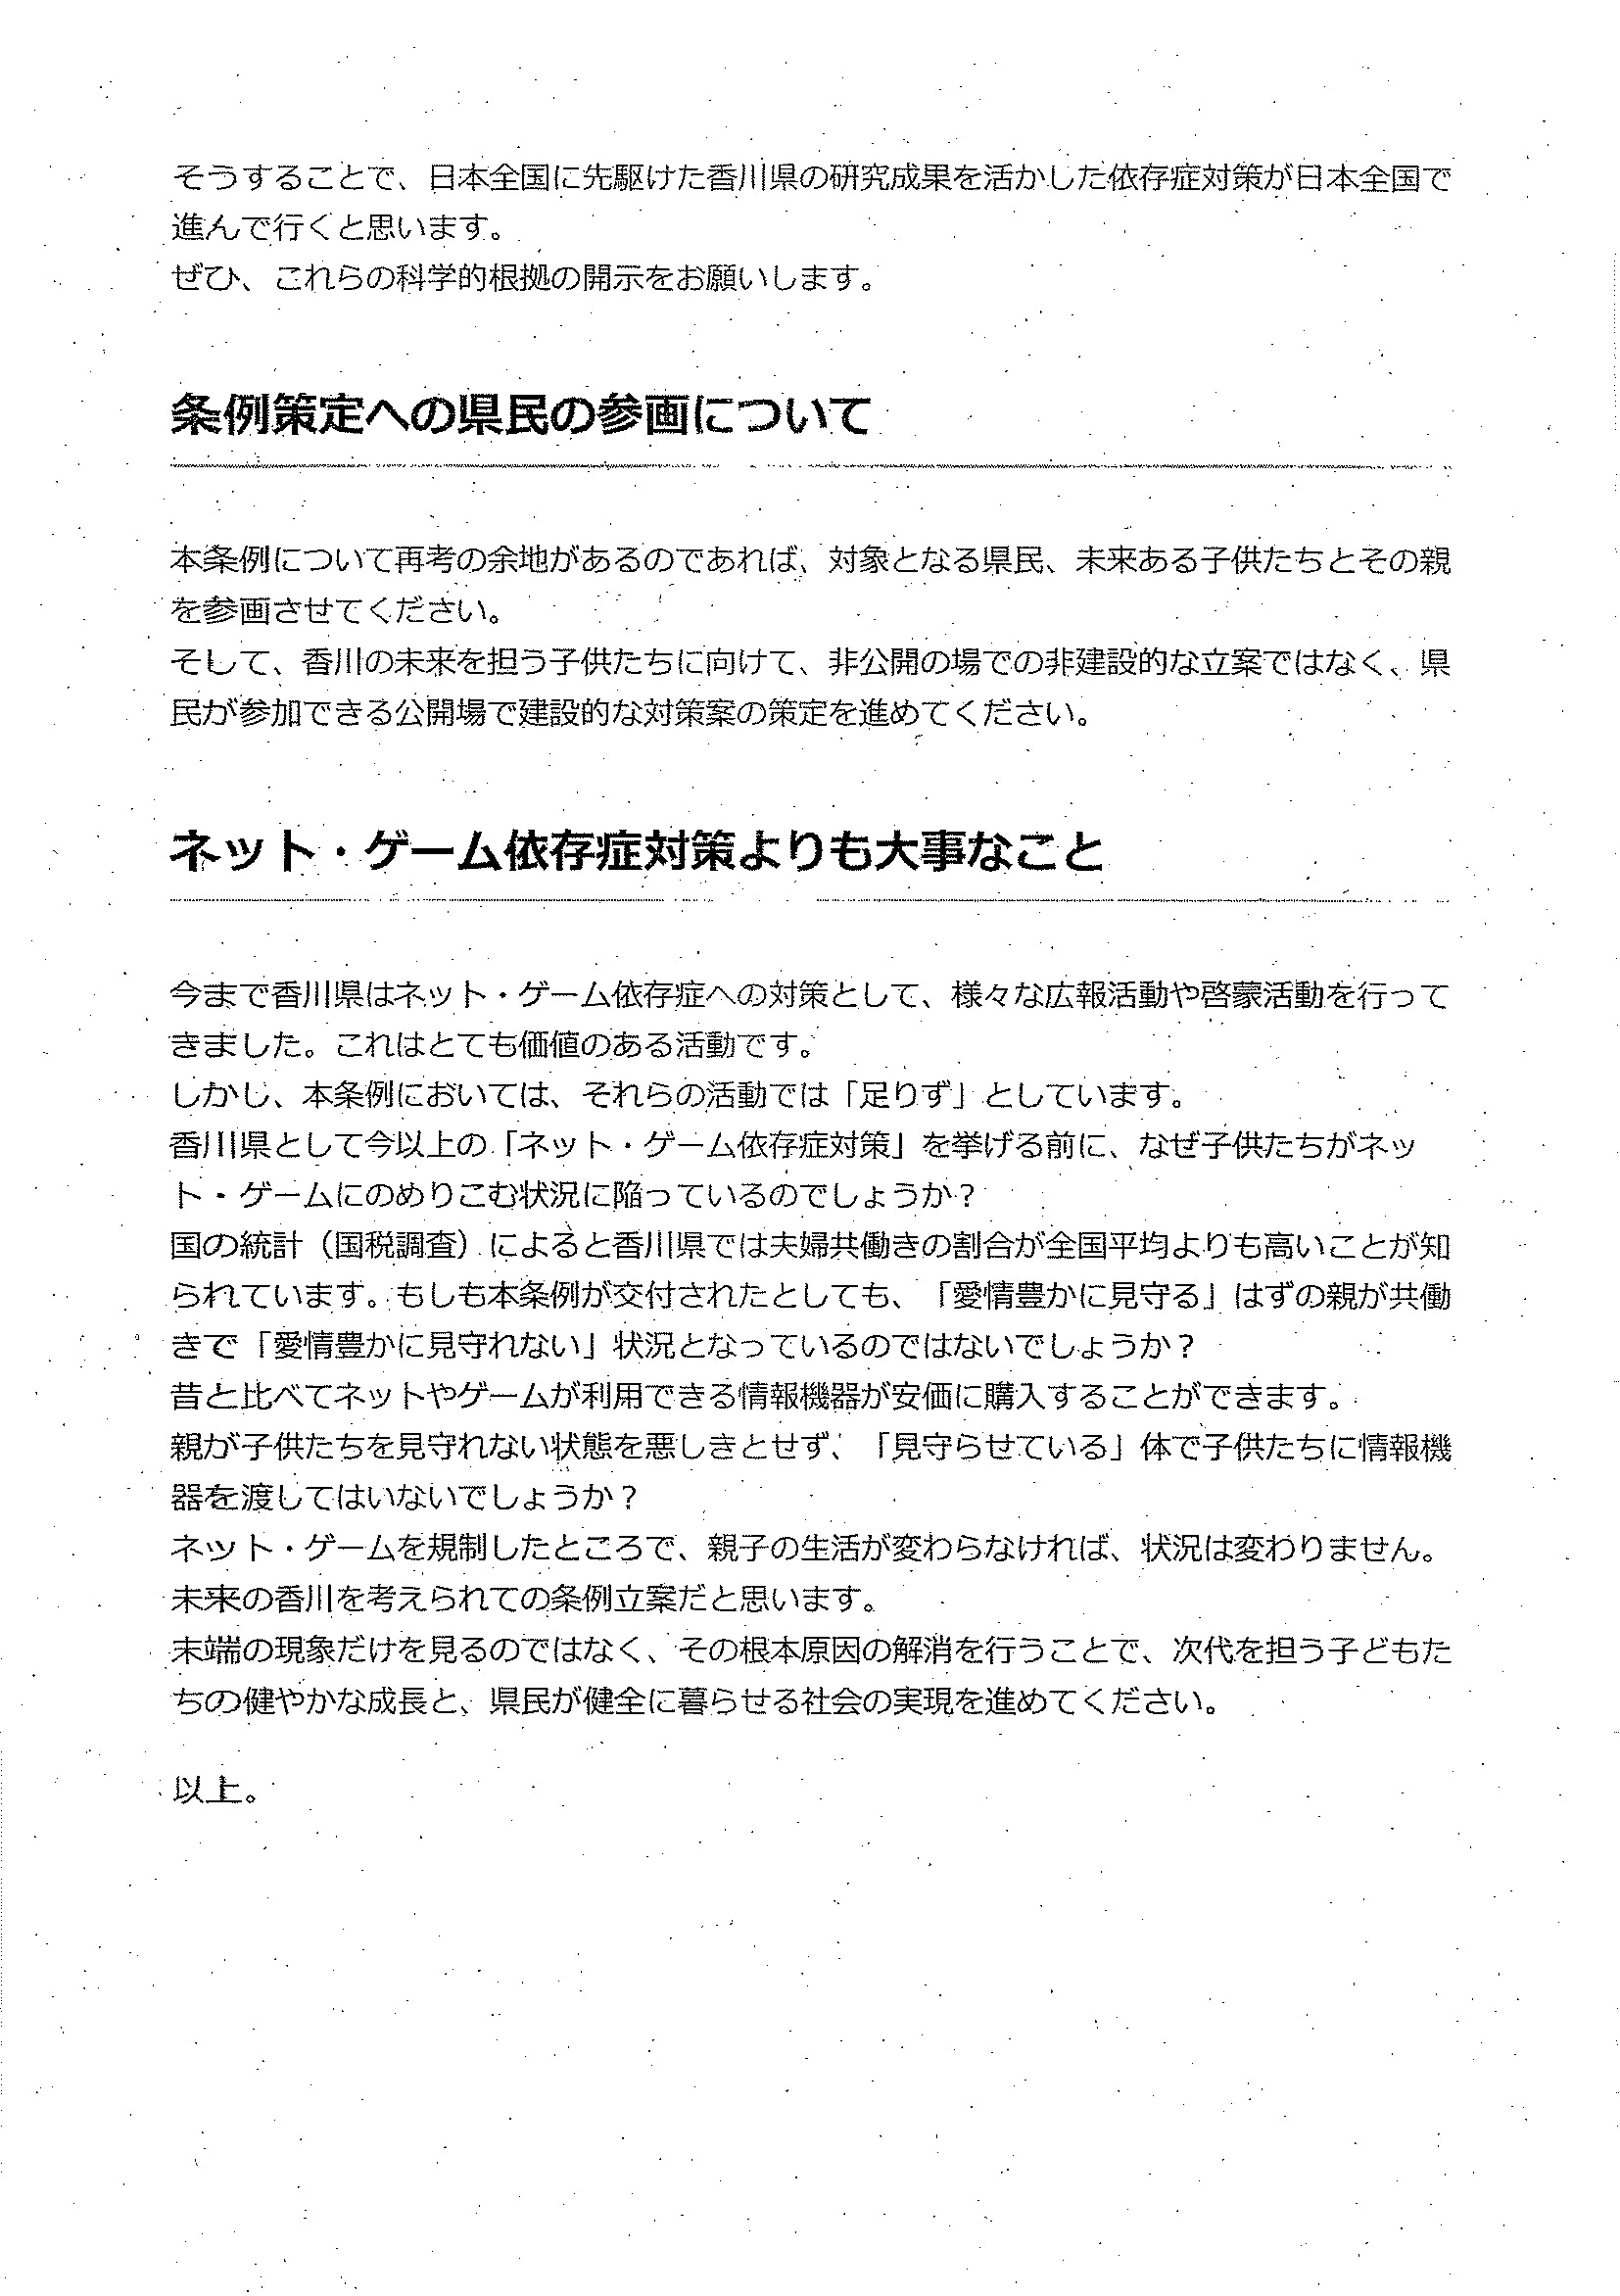 そうすることで、日本全国に先駆けた香川県の研究成果を活かした依存症対策が日本全国で
進んで行くと思います。
ぜひ、これらの科学的根拠の開示をお願いします。
条例策定への県民の参画について
本条例について再考の余地があるのであれば、対象となる県民、未来ある子供たちとその親
を参画させてください。
そして、香川の未来を担う子供たちに向けて、非公開の場での非建設的な立案ではなく、県
民が参加できる公開場で建設的な対策案の策定を進めてください。
ネット・ゲーム依存症対策よりも大事なこと
今まで香川県はネット・ゲーム依存症への対策として、様々な広報活動や啓蒙活動を行って
きました。これはとても価値のある活動です。
しかし、本条例においては、それらの活動では「足りず」としています。
香川県として今以上の「ネット・ゲーム依存症対策」を挙げる前に、なぜ子供たちがネッ
ト・ゲームにのめりこむ状況に陥っているのでしょうか？
国の統計（国税調査）によると香川県では夫婦共働きの割合が全国平均よりも高いことが知
られています。もしも本条例が交付されたとしても、「愛情豊かに見守る」はずの親が共働
きで「愛情豊かに見守れない」状況となっているのではないでしょうか？
昔と比べてネットやゲームが利用できる情報機器が安価に購入することができます。
親が子供たちを見守れない状態を悪しきとせず、「見守らせている」体で子供たちに情報機
器を渡してはいないでしょうか？
ネット・ゲームを規制したところで、親子の生活が変わらなければ、状況は変わりません。
未来の香川を考えられての条例立案だと思います。
末端の現象だけを見るのではなく、その根本原因の解消を行うことで、次代を担う子どもた
ちの健やかな成長と、県民が健全に暮らせる社会の実現を進めてください。
以上。